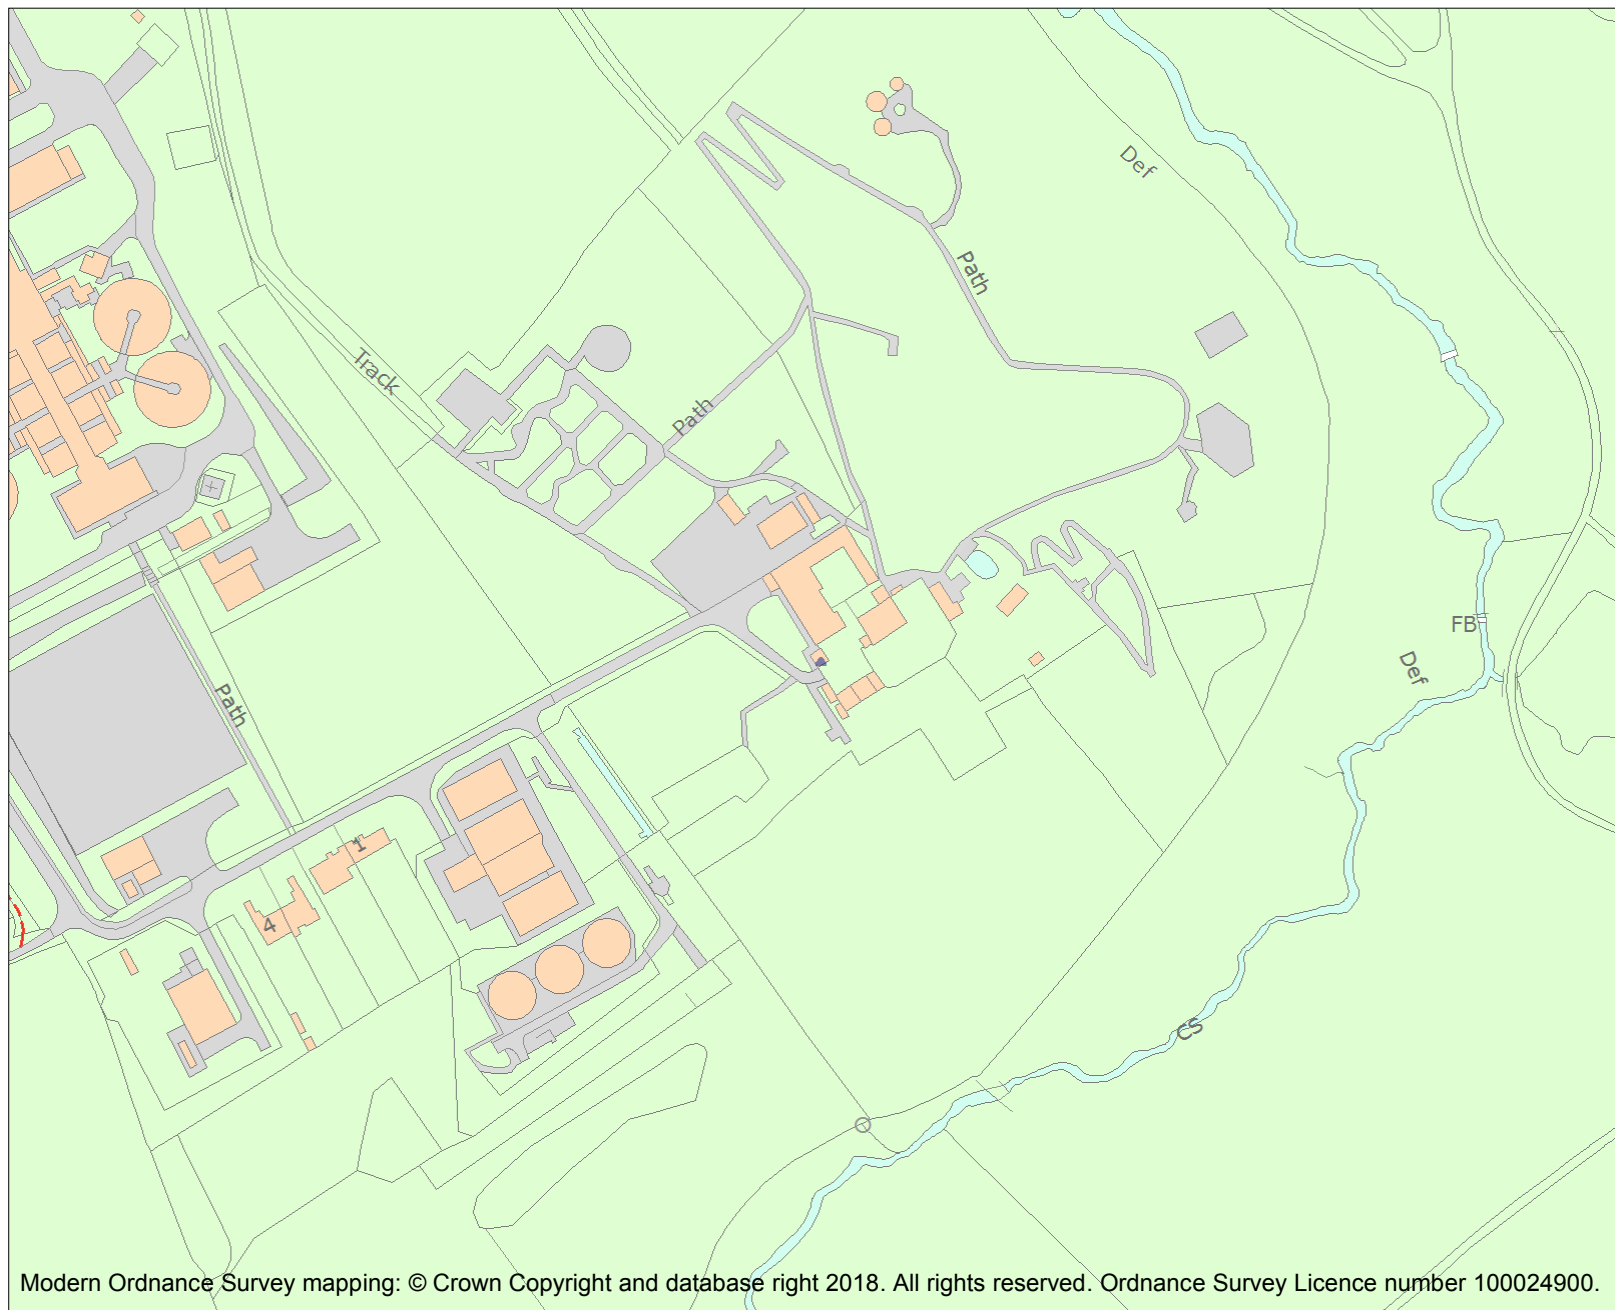 Def
Path
Track
Path
FB
Def
Path
1
4
CS
Modern Ordnance Survey mapping: © Crown Copyright and database right 2018. All rights reserved. Ordnance Survey Licence number 100024900.